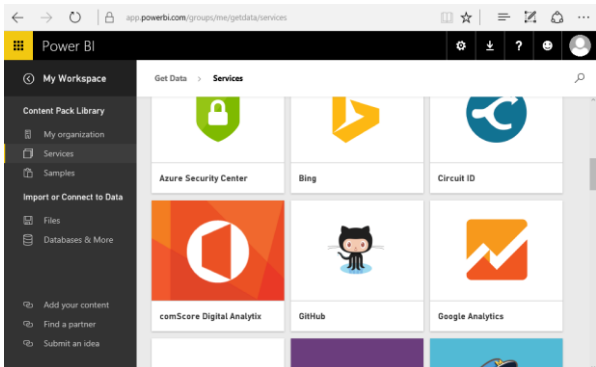 app.powerbi.com/groups/me/getdata/services
Power BI
?
My Workspace
Get Data > Services
Content Pack Library
My organization
Services
Samples
Import or Connect to Data
Files
Databases & More
Add your content
Find a partner
Submit an idea
Azure Security Center
Bing
Circuit ID
comScore Digital Analytix
GitHub
Google Analytics